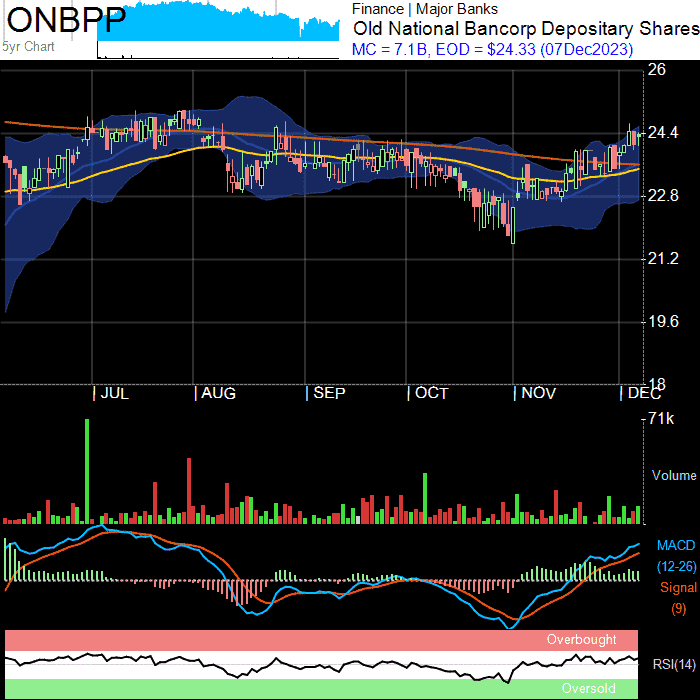 ONBPP
5yr Chart
Finance | Major Banks
Old National Bancorp Depositary Shares
MC = 7.1B, EOD = $24.33 (07Dec2023)
26
24.4
22.8
21.2
19.6
18
JUL AUG SEP OCT NOV DEC
71k
Volume
MACD
(12-26)
Signal
(9)
Overbought
RSI(14)
Oversold